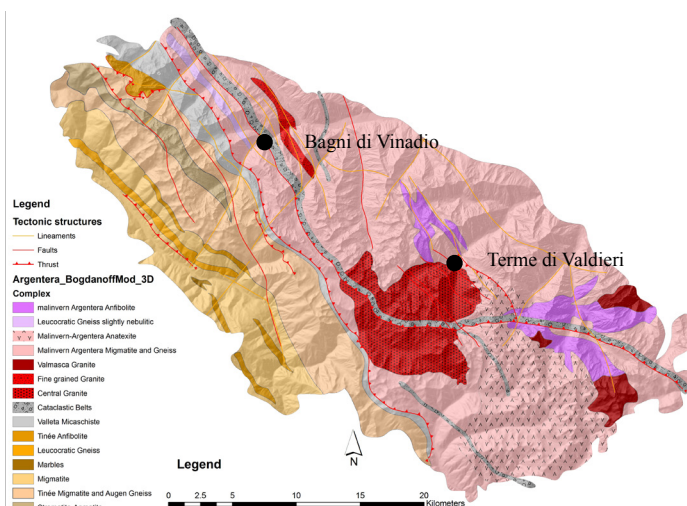 Bagni di Vinadio
Terme di Valdieri
Legend
Tectonic structures
Lineaments
Faults
Thrust
Argentera_BogdanoffMod_3D
Complex
malinvern Argentera Anfibolite
Leucocratic Gneiss slightly nebulitic
Malinvern-Argentera Anatexite
Malinvern Argentera Migmatite and Gneiss
Valmasca Granite
Fine grained Granite
Central Granite
Cataclastic Belts
Valleta Micaschiste
Tinée Anfibolite
Leucocratic Gneiss
Marbles
Migmatite
Tinée Migmatite and Augen Gneiss
N
Legend
0 2.5 5 10 15 20
Kilometers